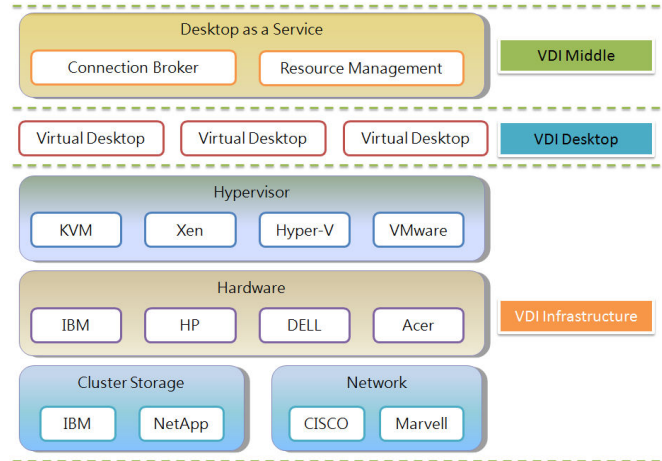 Desktop as a Service
Connection Broker
Resource Management
VDI Middle
Virtual Desktop
Virtual Desktop
Virtual Desktop
VDI Desktop
Hypervisor
KVM
Xen
Hyper-V
VMware
Hardware
IBM
HP
DELL
Acer
VDI Infrastructure
Cluster Storage
IBM
NetApp
Network
CISCO
Marvell